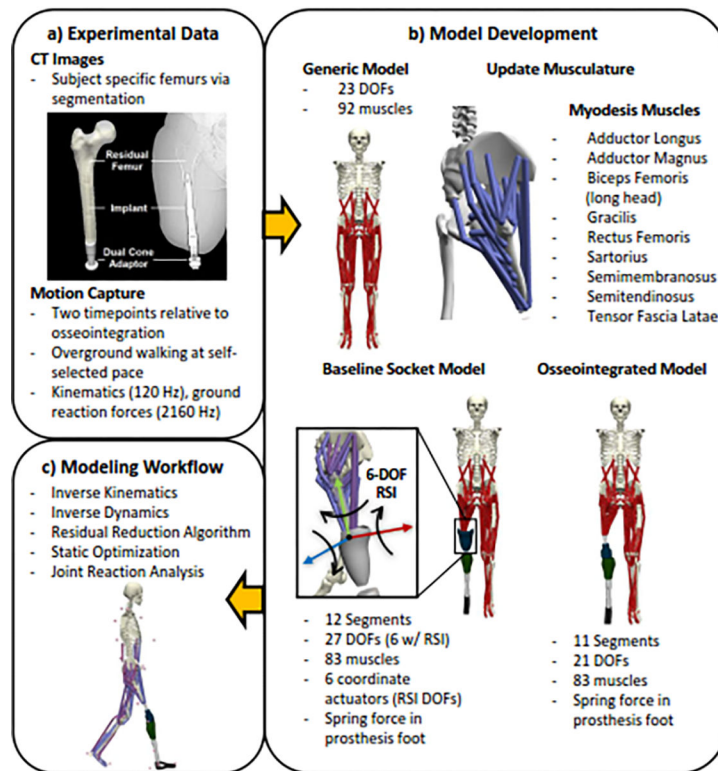 a) Experimental Data
CT Images
- Subject specific femurs via
segmentation
Residual
Femur
Implant
Dual Cone
Adaptor
Motion Capture
- Two timepoints relative to
osseointegration
- Overground walking at self-
selected pace
- Kinematics (120 Hz), ground
reaction forces (2160 Hz)
b) Model Development
Generic Model
- 23 DOFs
- 92 muscles
Update Musculature
Myodesis Muscles
- Adductor Longus
- Adductor Magnus
- Biceps Femoris
(long head)
- Gracilis
- Rectus Femoris
- Sartorius
- Semimembranosus
- Semitendinosus
- Tensor Fascia Latae
Baseline Socket Model
6-DOF
RSI
- 12 Segments
- 27 DOFs (6 w/ RSI)
- 83 muscles
- 6 coordinate
actuators (RSI DOFs)
- Spring force in
prosthesis foot
Osseointegrated Model
- 11 Segments
- 21 DOFs
- 83 muscles
- Spring force in
prosthesis foot
c) Modeling Workflow
- Inverse Kinematics
- Inverse Dynamics
- Residual Reduction Algorithm
- Static Optimization
- Joint Reaction Analysis